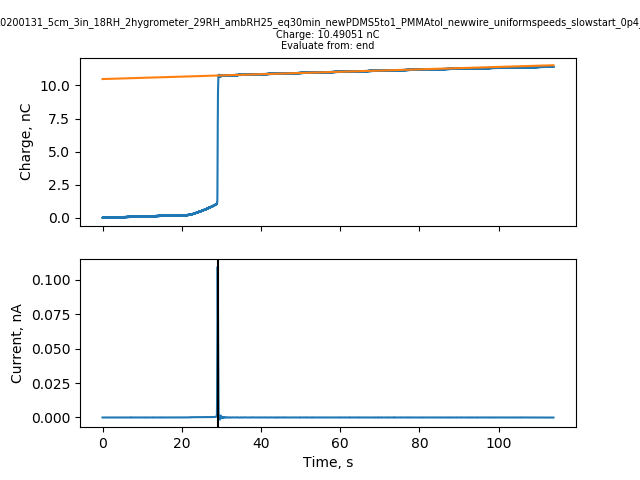 0200131_5cm_3in_18RH_2hygrometer_29RH_ambRH25_eq30min_newPDMS5to1_PMMAtol_newwire_uniformspeeds_slowstart_0p4_
Charge: 10.49051 nC
Evaluate from: end
10.0
7.5
5.0
2.5
0.0
Charge, nC
0.100
0.075
0.050
0.025
0.000
Current, nA
0 20 40 60 80 100
Time, s